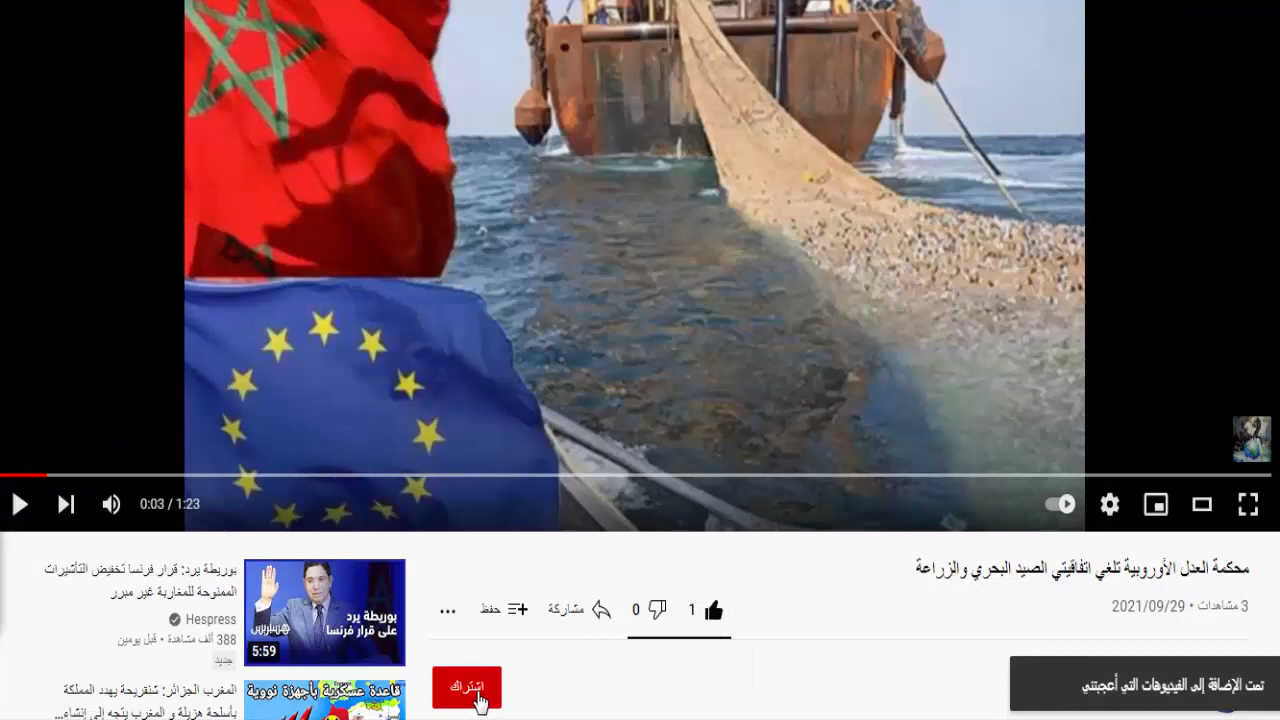 0:03 / 1:23
محكمة العدل الأوروبية تلغي اتفاقيتي الصيد البحري والزراعة
3 مشاهدات • 2021/09/29
1
0
مشاركة
حفظ
اشتراك
تمت الإضافة إلى الفيديوهات التي أعجبتني
بوريطة يرد
على قرار فرنسا
هسبريس
5:59
بوريطة يرد: قرار فرنسا تخفيض التأشيرات
الممنوحة للمغاربة غير مبرر
Hespress
388 ألف مشاهدة • قبل يومين
جديد
قاعدة عسكرية بأجهزة نووية
المغرب الجزائر: شنقريحة يهدد المملكة
بأسلحة هزيلة و المغرب يتجه إلى إنشاء...